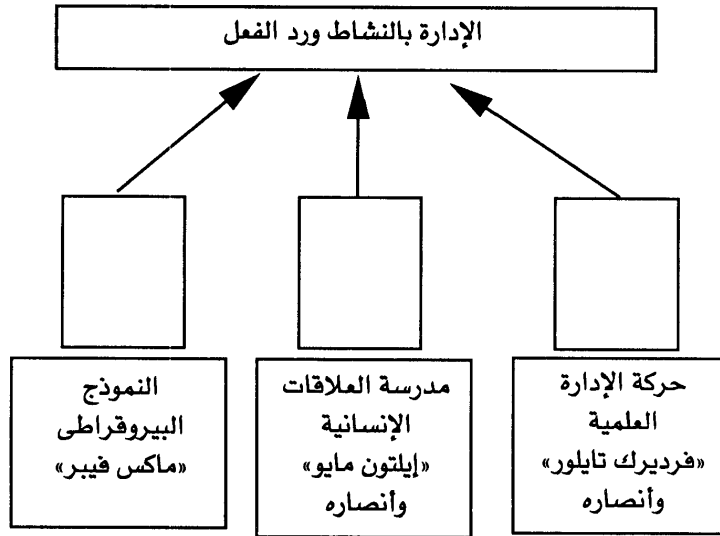 الإدارة بالنشاط ورد الفعل
حركة الإدارة
العلمية
«فرديرك تايلور»
وأنصاره
مدرسة العلاقات
الإنسانية
«إيلتون مايو»
وأنصاره
النموذج
البيروقراطى
«ماكس فيبر»